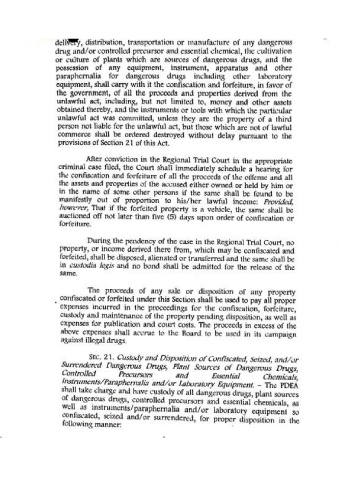 delivery, distribution, transportation or manufacture of any dangerous
drug and/or controlled precursor and essential chemical, the cultivation
or culture of plants which are sources of dangerous drugs, and the
possession of any equipment, instrument, apparatus and other
paraphernalia for dangerous drugs including other laboratory
equipment, shall carry with it the confiscation and forfeiture, in favor of
the government, of all the proceeds and properties derived from the
unlawful act, including, but not limited to, money and other assets
obtained thereby, and the instruments or tools with which the particular
unlawful act was committed, unless they are the property of a third
person not liable for the unlawful act, but those which are not of lawful
commerce shall be ordered destroyed without delay pursuant to the
provisions of Section 21 of this Act.
After conviction in the Regional Trial Court in the appropriate
criminal case filed, the Court shall immediately schedule a hearing for
the confiscation and forfeiture of all the proceeds of the offense and all
the assets and properties of the accused either owned or held by him or
in the name of some other persons if the same shall be found to be
manifestly out of proportion to his/her lawful income: Provided,
however, That if the forfeited property is a vehicle, the same shall be
auctioned off not later than five (5) days upon order of confiscation or
forfeiture.
During the pendency of the case in the Regional Trial Court, no
property, or income derived there from, which may be confiscated and
forfeited, shall be disposed, alienated or transferred and the same shall be
in custodia legis and no bond shall be admitted for the release of the
same.
The proceeds of any sale or disposition of any property
confiscated or forfeited under this Section shall be used to pay all proper
expenses incurred in the proceedings for the confiscation, forfeiture,
custody and maintenance of the property pending disposition, as well as
expenses for publication and court costs. The proceeds in excess of the
above expenses shall accrue to the Board to be used in its campaign
against illegal drugs.
SEC. 21. Custody and Disposition of Confiscated, Seized, and/or
Surrendered Dangerous Drugs, Plant Sources of Dangerous Drugs,
Controlled Precursors and Essential Chemicals,
Instruments/Paraphernalia and/or Laboratory Equipment. – The PDEA
shall take charge and have custody of all dangerous drugs, plant sources
of dangerous drugs, controlled precursors and essential chemicals, as
well as instruments/paraphernalia and/or laboratory equipment so
confiscated, seized and/or surrendered, for proper disposition in the
following manner: